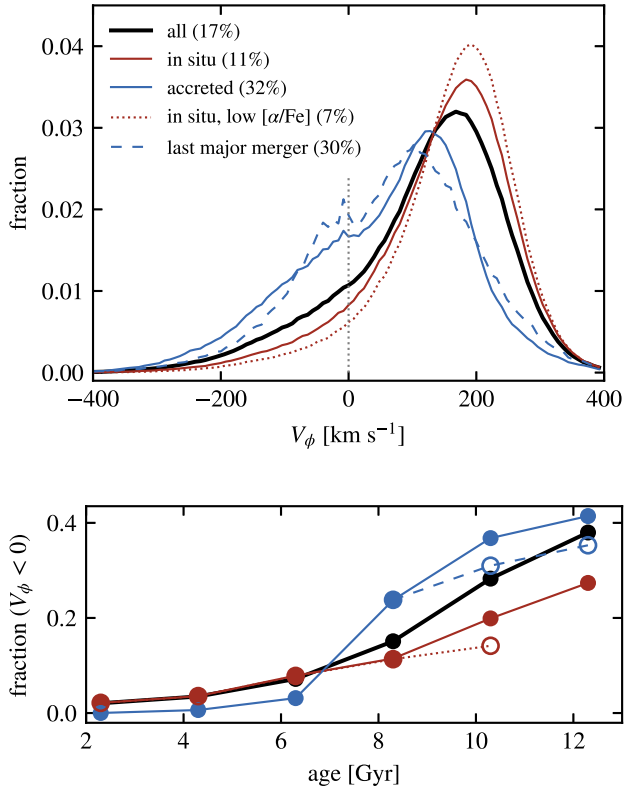 0.04
0.03
0.02
0.01
0.00
fraction
all (17%)
in situ (11%)
accreted (32%)
in situ, low [α/Fe] (7%)
last major merger (30%)
−400
−200
0
200
400
V_ϕ [km s⁻¹]
0.4
0.2
0.0
fraction (V_ϕ < 0)
2
4
6
8
10
12
age [Gyr]